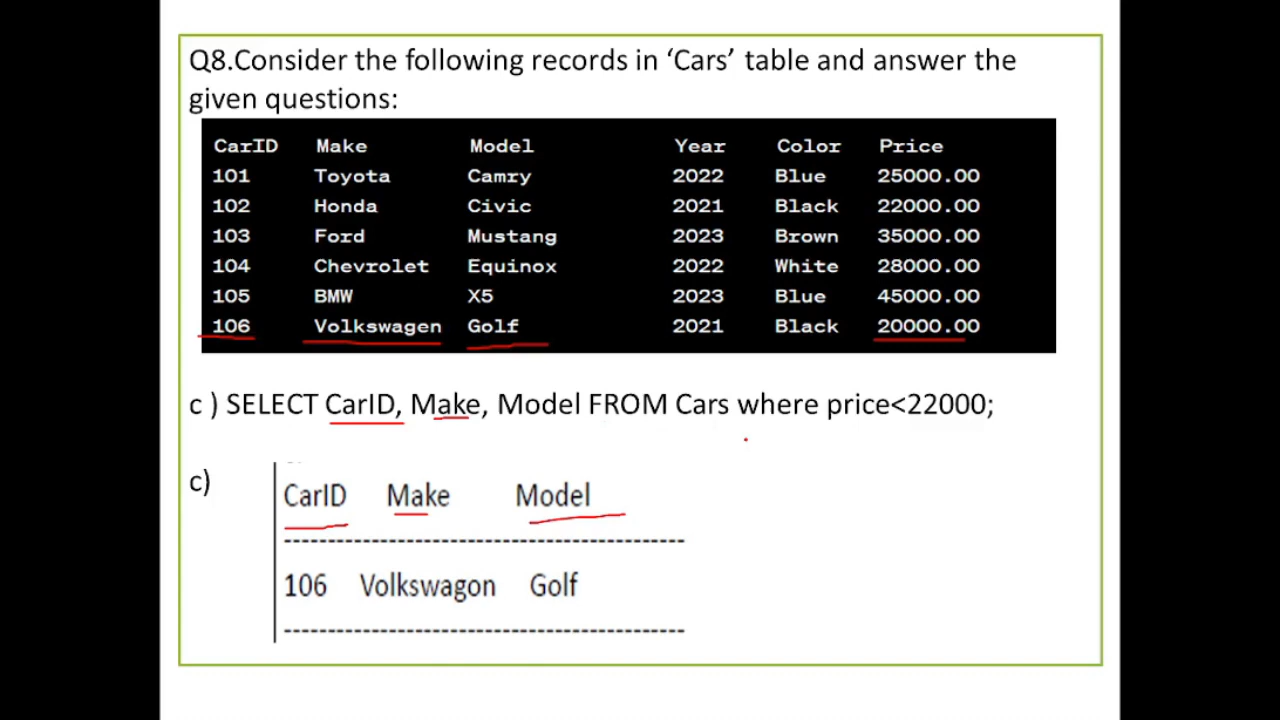 Q8.Consider the following records in ‘Cars’ table and answer the
given questions:
CarID Make Model Year Color Price
101 Toyota Camry 2022 Blue 25000.00
102 Honda Civic 2021 Black 22000.00
103 Ford Mustang 2023 Brown 35000.00
104 Chevrolet Equinox 2022 White 28000.00
105 BMW X5 2023 Blue 45000.00
106 Volkswagen Golf 2021 Black 20000.00
c ) SELECT CarID, Make, Model FROM Cars where price<22000;
c)
CarID Make Model
---------------------------------------------
106 Volkswagon Golf
---------------------------------------------